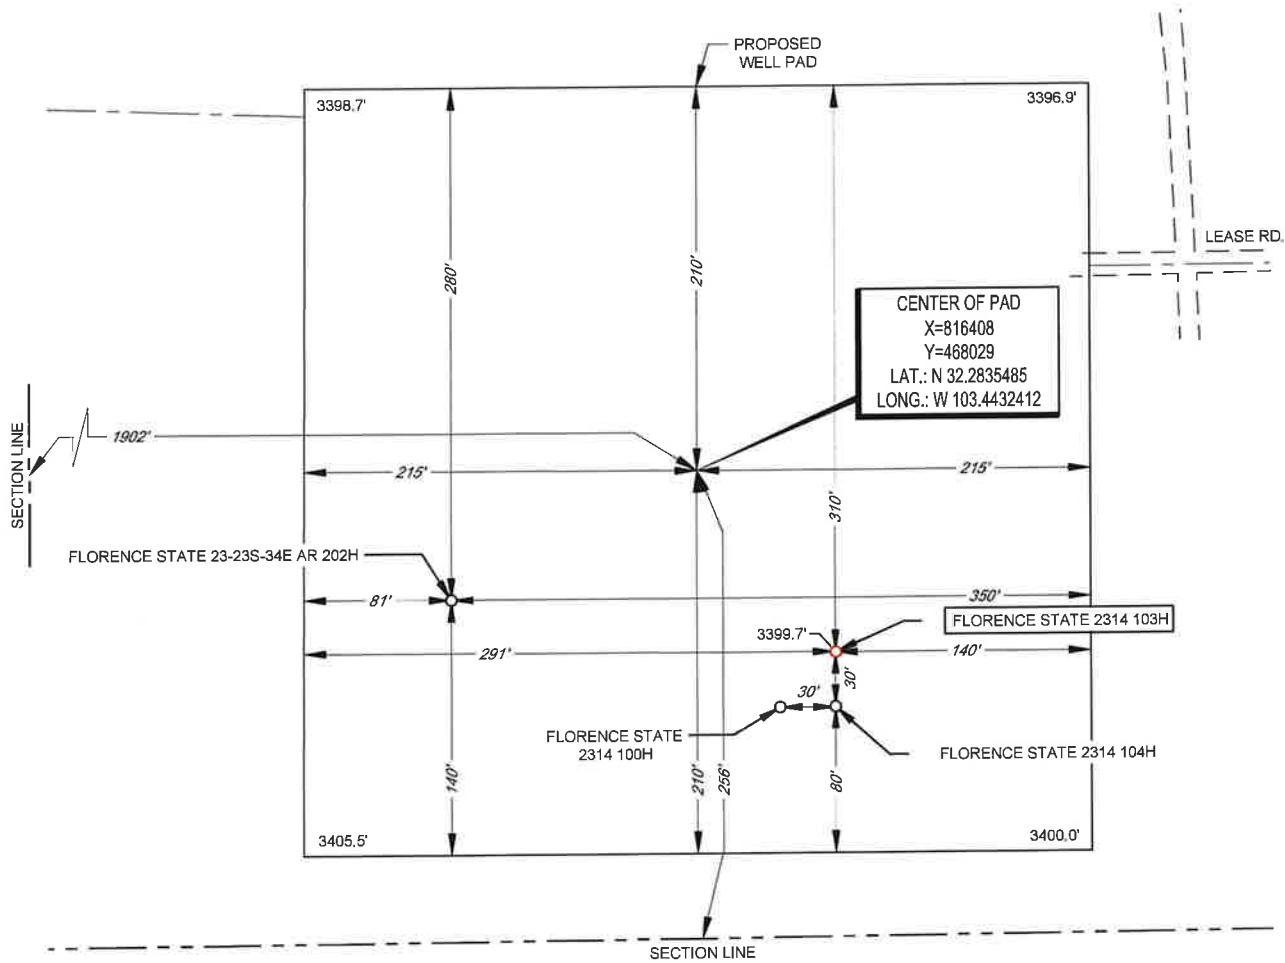 PROPOSED
WELL PAD
3398.7'
3396.9'
LEASE RD.
280'
210'
CENTER OF PAD
X=816408
Y=468029
LAT.: N 32.2835485
LONG.: W 103.4432412
SECTION LINE
1902'
215'
215'
310'
FLORENCE STATE 23-23S-34E AR 202H
81'
350'
FLORENCE STATE 2314 103H
3399.7'
291'
140'
30'
30'
FLORENCE STATE
2314 100H
FLORENCE STATE 2314 104H
140'
210'
256'
80'
3405.5'
3400.0'
SECTION LINE